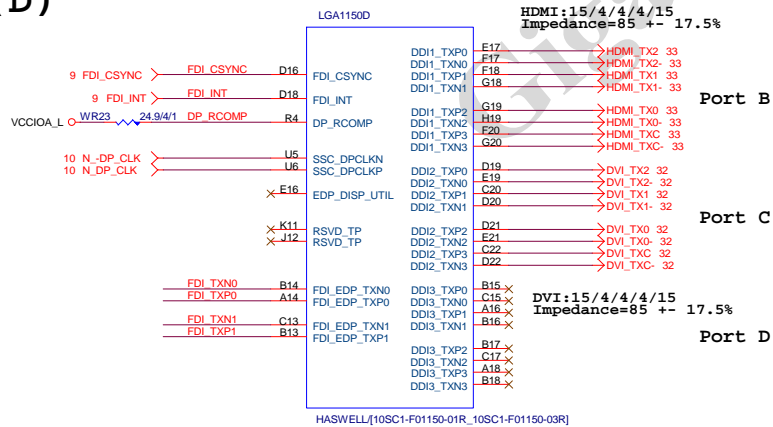 D)
LGA1150D
HDMI:15/4/4/4/15
Impedance=85 +- 17.5%
9 FDI_CSYNC FDI_CSYNC D16 FDI_CSYNC
9 FDI_INT FDI_INT D18 FDI_INT
VCCIOA_L WR23 24.9/4/1 DP_RCOMP R4 DP_RCOMP
10 N_-DP_CLK U5 SSC_DPCLKN
10 N_DP_CLK U6 SSC_DPCLKP
E16 EDP_DISP_UTIL
K11 RSVD_TP
J12 RSVD_TP
FDI_TXN0 B14 FDI_EDP_TXN0
FDI_TXP0 A14 FDI_EDP_TXP0
FDI_TXN1 C13 FDI_EDP_TXN1
FDI_TXP1 B13 FDI_EDP_TXP1
DDI1_TXP0 E17 HDMI_TX2 33
DDI1_TXN0 F17 HDMI_TX2- 33
DDI1_TXP1 F18 HDMI_TX1 33
DDI1_TXN1 G18 HDMI_TX1- 33
Port B
DDI1_TXP2 G19 HDMI_TX0 33
DDI1_TXN2 H19 HDMI_TX0- 33
DDI1_TXP3 F20 HDMI_TXC 33
DDI1_TXN3 G20 HDMI_TXC- 33
DDI2_TXP0 D19 DVI_TX2 32
DDI2_TXN0 E19 DVI_TX2- 32
DDI2_TXP1 C20 DVI_TX1 32
DDI2_TXN1 D20 DVI_TX1- 32
Port C
DDI2_TXP2 D21 DVI_TX0 32
DDI2_TXN2 E21 DVI_TX0- 32
DDI2_TXP3 C22 DVI_TXC 32
DDI2_TXN3 D22 DVI_TXC- 32
DDI3_TXP0 B15
DDI3_TXN0 C15
DDI3_TXP1 A16
DDI3_TXN1 B16
DVI:15/4/4/4/15
Impedance=85 +- 17.5%
Port D
DDI3_TXP2 B17
DDI3_TXN2 C17
DDI3_TXP3 A18
DDI3_TXN3 B18
HASWELL/[10SC1-F01150-01R_10SC1-F01150-03R]